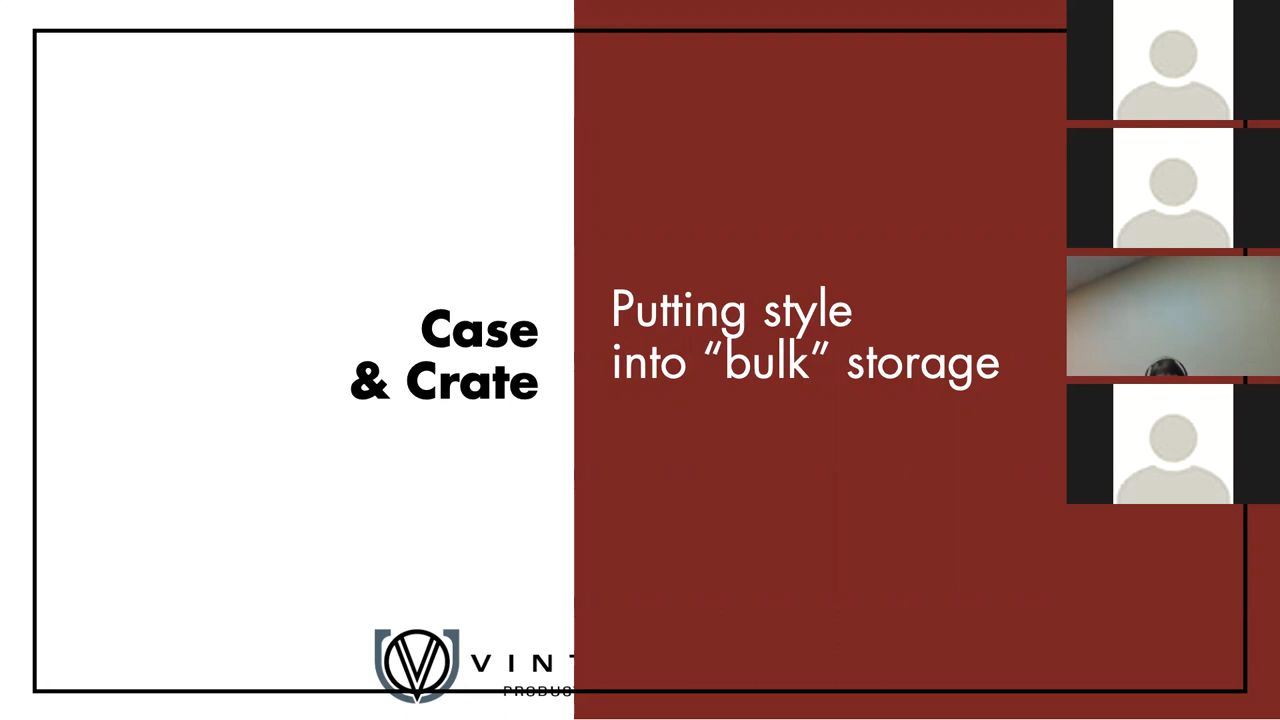 Case
& Crate
Putting style
into “bulk” storage